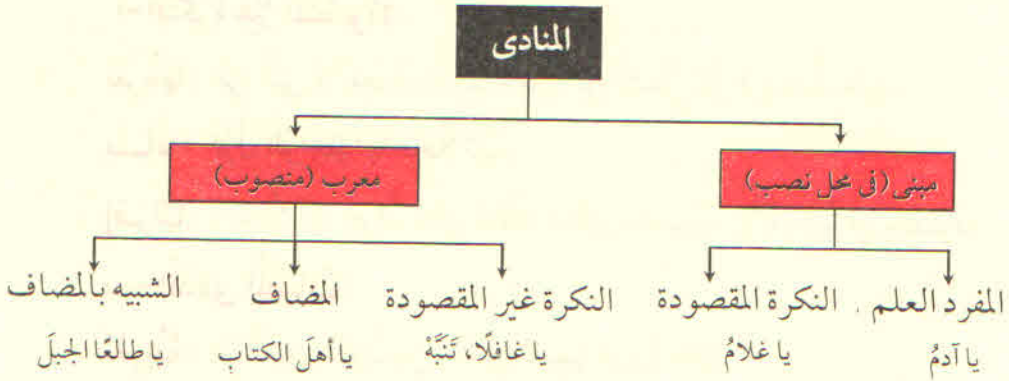 المنادى
مبنى (فى محل نصب)
معرب (منصوب)
المفرد العلم
النكرة المقصودة
النكرة غير المقصودة
المضاف
الشبيه بالمضاف
يا آدمُ
يا غلامُ
يا غافلًا، تَنَبَّهْ
يا أهلَ الكتابِ
يا طالعًا الجبلَ